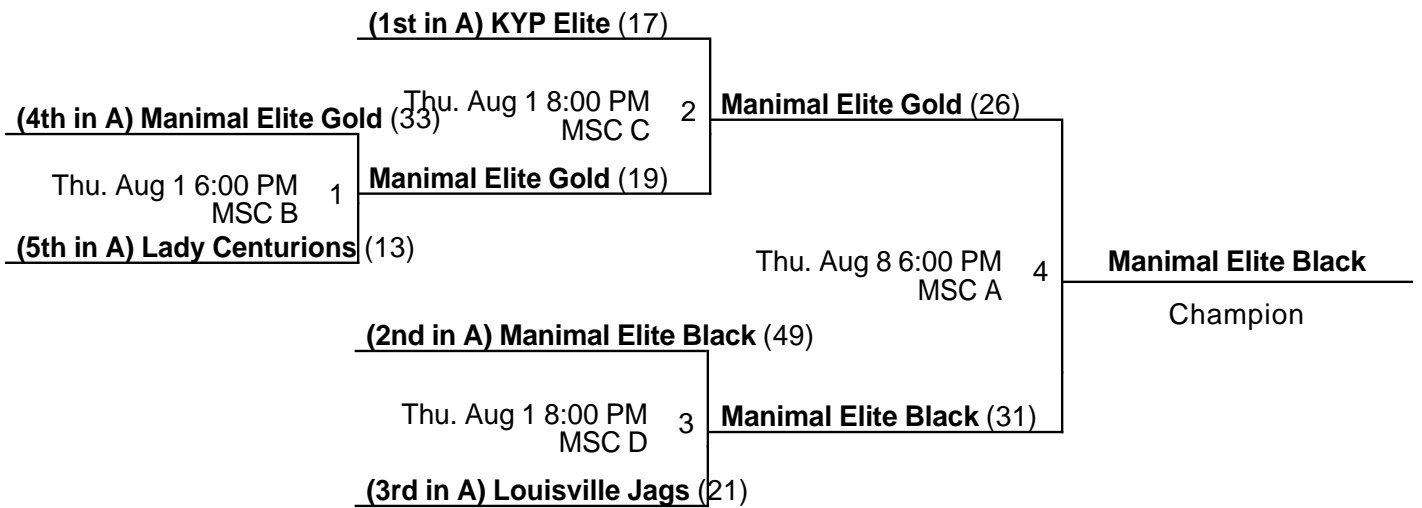 (1st in A) KYP Elite (17)
Thu. Aug 1 8:00 PM
MSC C
2
(4th in A) Manimal Elite Gold (33)
Manimal Elite Gold (26)
Thu. Aug 1 6:00 PM
MSC B
1
Manimal Elite Gold (19)
(5th in A) Lady Centurions (13)
Thu. Aug 8 6:00 PM
MSC A
4
Manimal Elite Black
Champion
(2nd in A) Manimal Elite Black (49)
Thu. Aug 1 8:00 PM
MSC D
3
Manimal Elite Black (31)
(3rd in A) Louisville Jags (21)